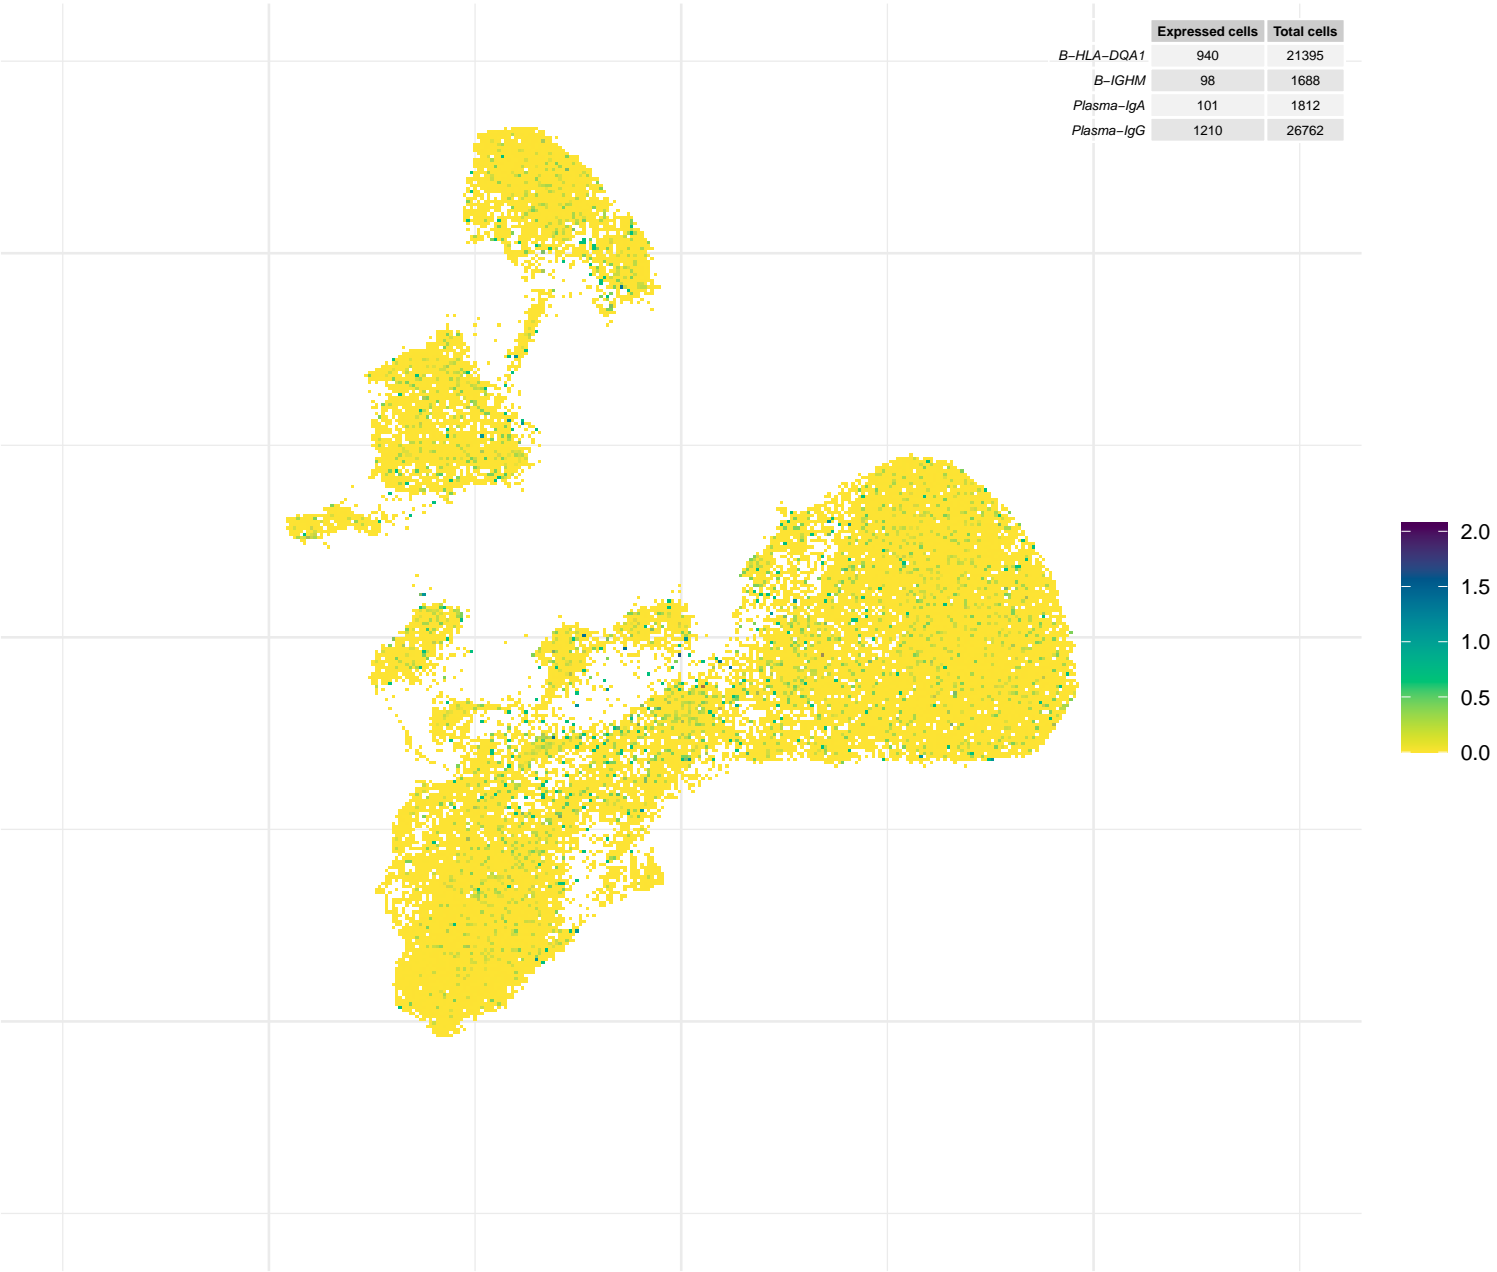 Expressed cells Total cells
B-HLA-DQA1 940 21395
B-IGHM 98 1688
Plasma-IgA 101 1812
Plasma-IgG 1210 26762
2.0
1.5
1.0
0.5
0.0